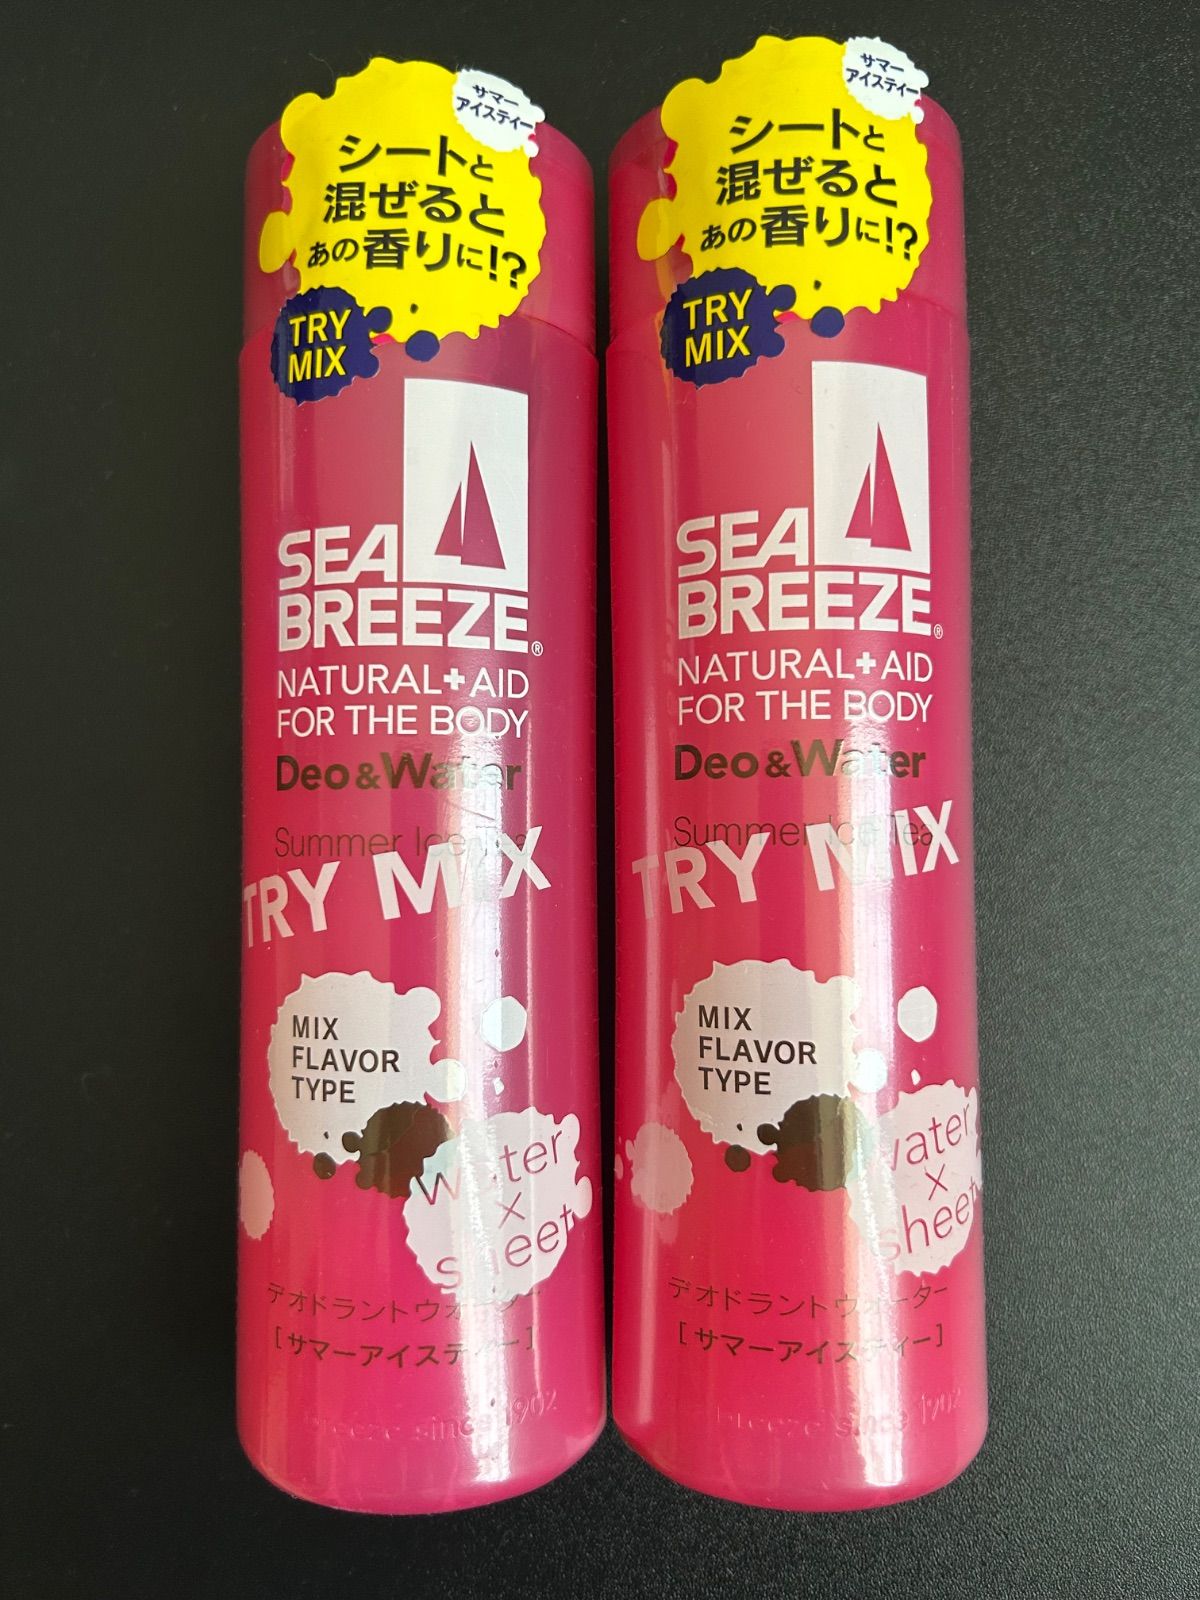 サマー
アイスティー
シートと
混ぜると
あの香りに!?
TRY
MIX
SEA
BREEZE®
NATURAL+AID
FOR THE BODY
Deo&Water
Summer Ice Tea
TRY MIX
MIX
FLAVOR
TYPE
water
×
sheet
デオドラントウォーター
[サマーアイスティー]
breeze since 1902
サマー
アイスティー
シートと
混ぜると
あの香りに!?
TRY
MIX
SEA
BREEZE®
NATURAL+AID
FOR THE BODY
Deo&Water
Summer Ice Tea
TRY MIX
MIX
FLAVOR
TYPE
water
×
sheet
デオドラントウォーター
[サマーアイスティー]
breeze since 1902